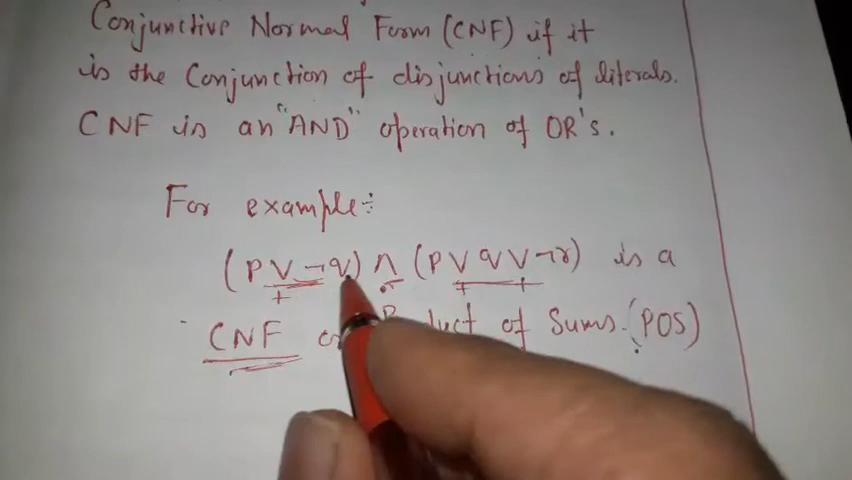 Conjunctive Normal Form (CNF) if it
is the Conjunction of disjunctions of literals.
CNF is an "AND" operation of OR's.
For example:
(P V ¬q) ∧ (P V q V ¬r) is a
+ . + +
CNF of Sums. (POS)